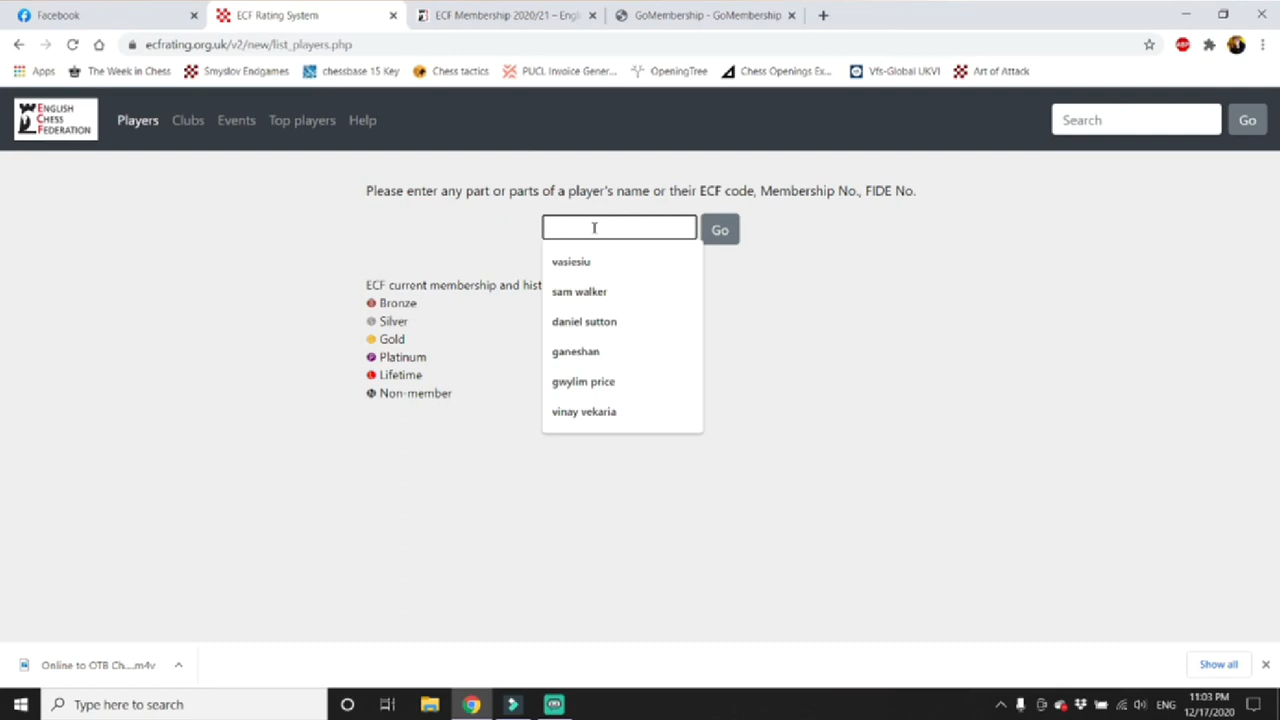 Facebook
ECF Rating System
ECF Membership 2020/21 – Engl
GoMembership - GoMembership
ecfrating.org.uk/v2/new/list_players.php
ABP
Apps
The Week in Chess
Smyslov Endgames
chessbase 15 Key
Chess tactics
PUCL Invoice Gener...
OpeningTree
Chess Openings Ex...
Vfs-Global UKVI
Art of Attack
ENGLISH
CHESS
FEDERATION
Players
Clubs
Events
Top players
Help
Search
Go
Please enter any part or parts of a player's name or their ECF code, Membership No., FIDE No.
Go
vasiesiu
ECF current membership and hist
sam walker
Bronze
Silver
daniel sutton
Gold
ganeshan
Platinum
Lifetime
gwylim price
Non-member
vinay vekaria
Online to OTB Ch....m4v
Show all
Type here to search
ENG
11:03 PM
12/17/2020